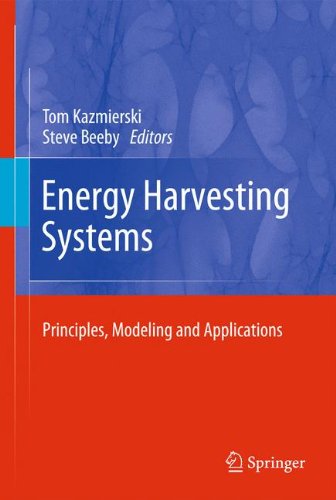 Tom Kazmierski
Steve Beeby Editors
Energy Harvesting
Systems
Principles, Modeling and Applications
Springer